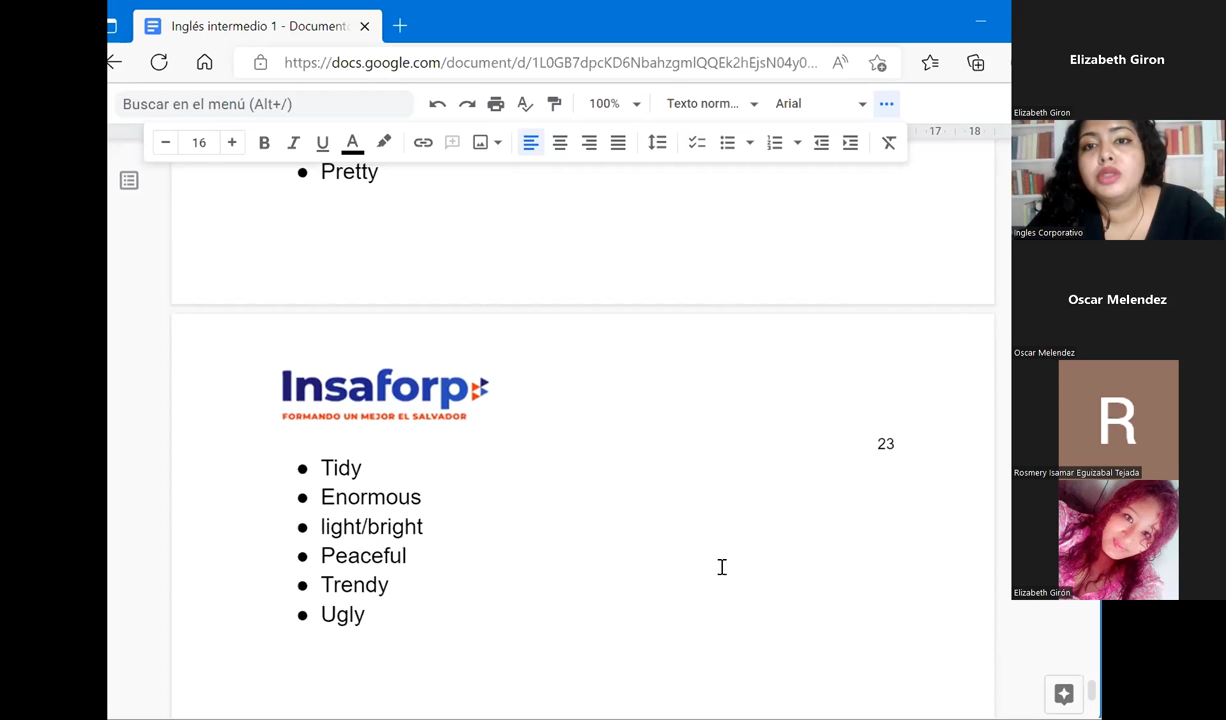 Inglés intermedio 1 - Document
https://docs.google.com/document/d/1L0GB7dpcKD6NbahzgmlQQEk2hEjsN04y0...
Buscar en el menú (Alt+/)
100%
Texto norm...
Arial
16
17
18
Pretty
Insaforp
FORMANDO UN MEJOR EL SALVADOR
23
Tidy
Enormous
light/bright
Peaceful
Trendy
Ugly
Elizabeth Giron
Elizabeth Giron
Ingles Corporativo
Oscar Melendez
Oscar Melendez
R
Rosmery Isamar Eguizabal Tejada
Elizabeth Girón